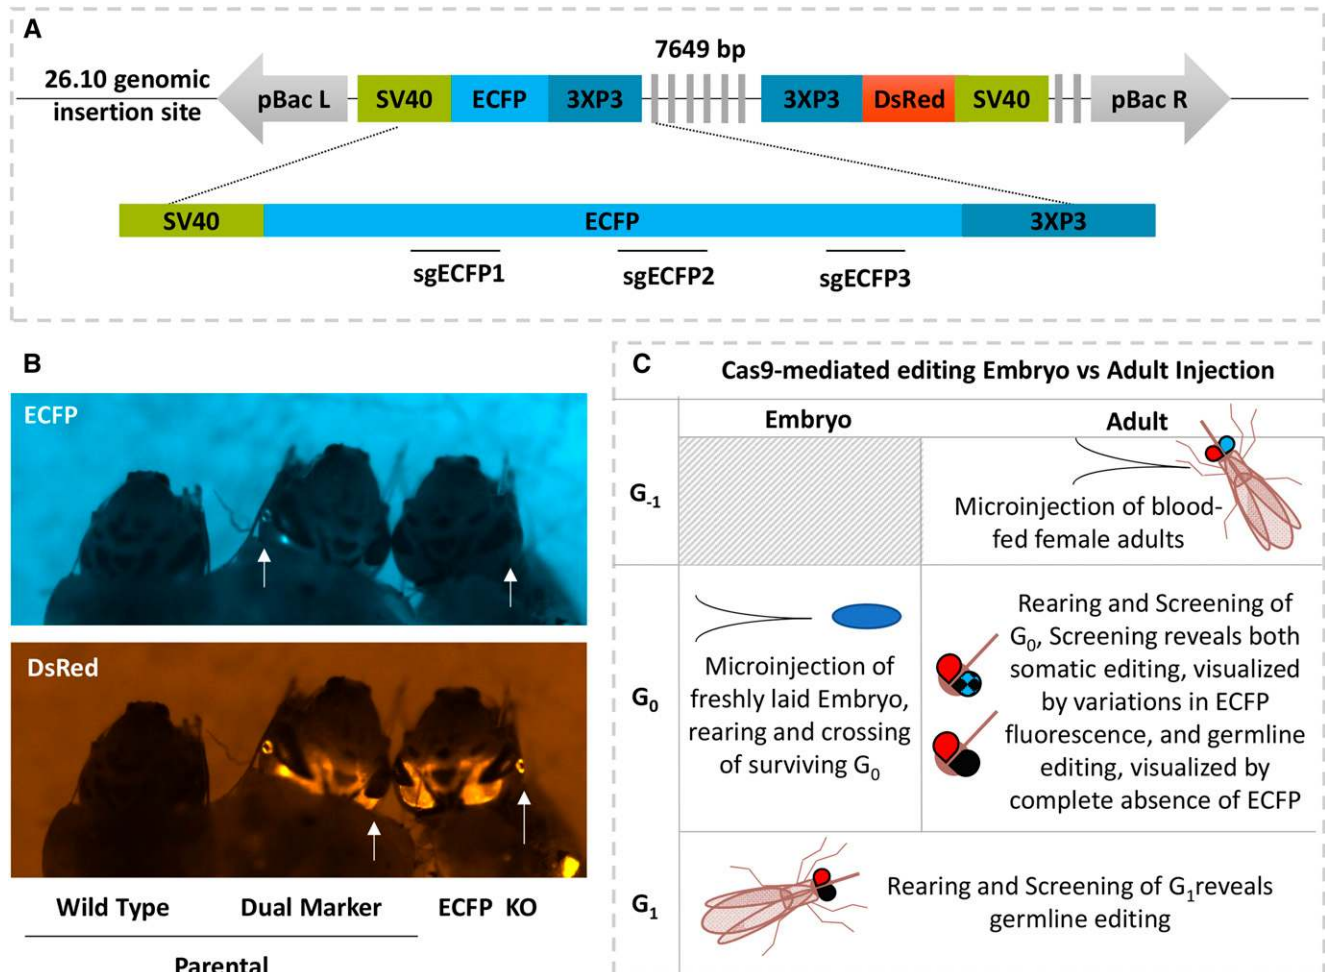 A
7649 bp
26.10 genomic
insertion site
pBac L
SV40
ECFP
3XP3
3XP3
DsRed
SV40
pBac R
SV40
ECFP
3XP3
sgECFP1
sgECFP2
sgECFP3
B
ECFP
DsRed
Wild Type
Dual Marker
ECFP KO
Parental
C
Cas9-mediated editing Embryo vs Adult Injection
Embryo
Adult
G-1
Microinjection of blood-
fed female adults
G0
Microinjection of
freshly laid Embryo,
rearing and crossing
of surviving G0
Rearing and Screening of
G0, Screening reveals both
somatic editing, visualized
by variations in ECFP
fluorescence, and germline
editing, visualized by
complete absence of ECFP
G1
Rearing and Screening of G1reveals
germline editing